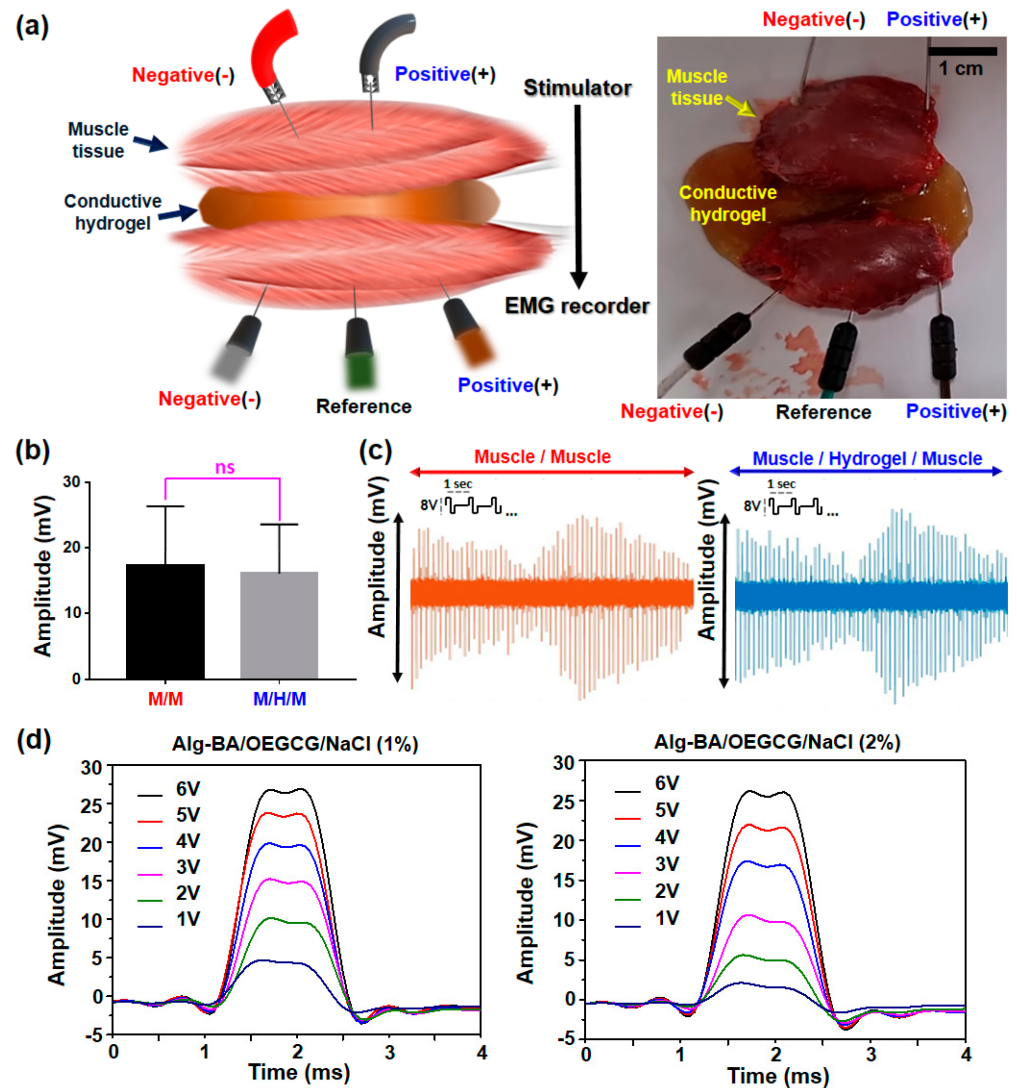 (a)
Negative(-)
Positive(+)
Stimulator
Muscle
tissue
Conductive
hydrogel
EMG recorder
Negative(-)
Reference
Positive(+)
Negative(-)
Positive(+)
1 cm
Muscle
tissue
Conductive
hydrogel
Negative(-)
Reference
Positive(+)
(b)
ns
30
20
10
0
Amplitude (mV)
M/M
M/H/M
(c)
Muscle / Muscle
1 sec
8V
...
Amplitude (mV)
Muscle / Hydrogel / Muscle
1 sec
8V
...
Amplitude (mV)
(d)
Alg-BA/OEGCG/NaCl (1%)
30
25
20
15
10
5
0
-5
Amplitude (mV)
6V
5V
4V
3V
2V
1V
0
1
2
3
4
Time (ms)
Alg-BA/OEGCG/NaCl (2%)
30
25
20
15
10
5
0
-5
Amplitude (mV)
6V
5V
4V
3V
2V
1V
0
1
2
3
4
Time (ms)